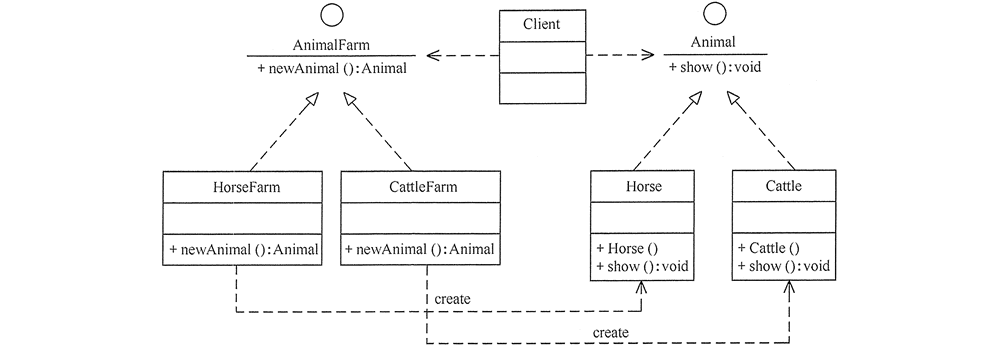 Client
AnimalFarm
+ newAnimal ():Animal
Animal
+ show ():void
HorseFarm
+ newAnimal ():Animal
CattleFarm
+ newAnimal ():Animal
Horse
+ Horse ()
+ show ():void
Cattle
+ Cattle ()
+ show ():void
create
create